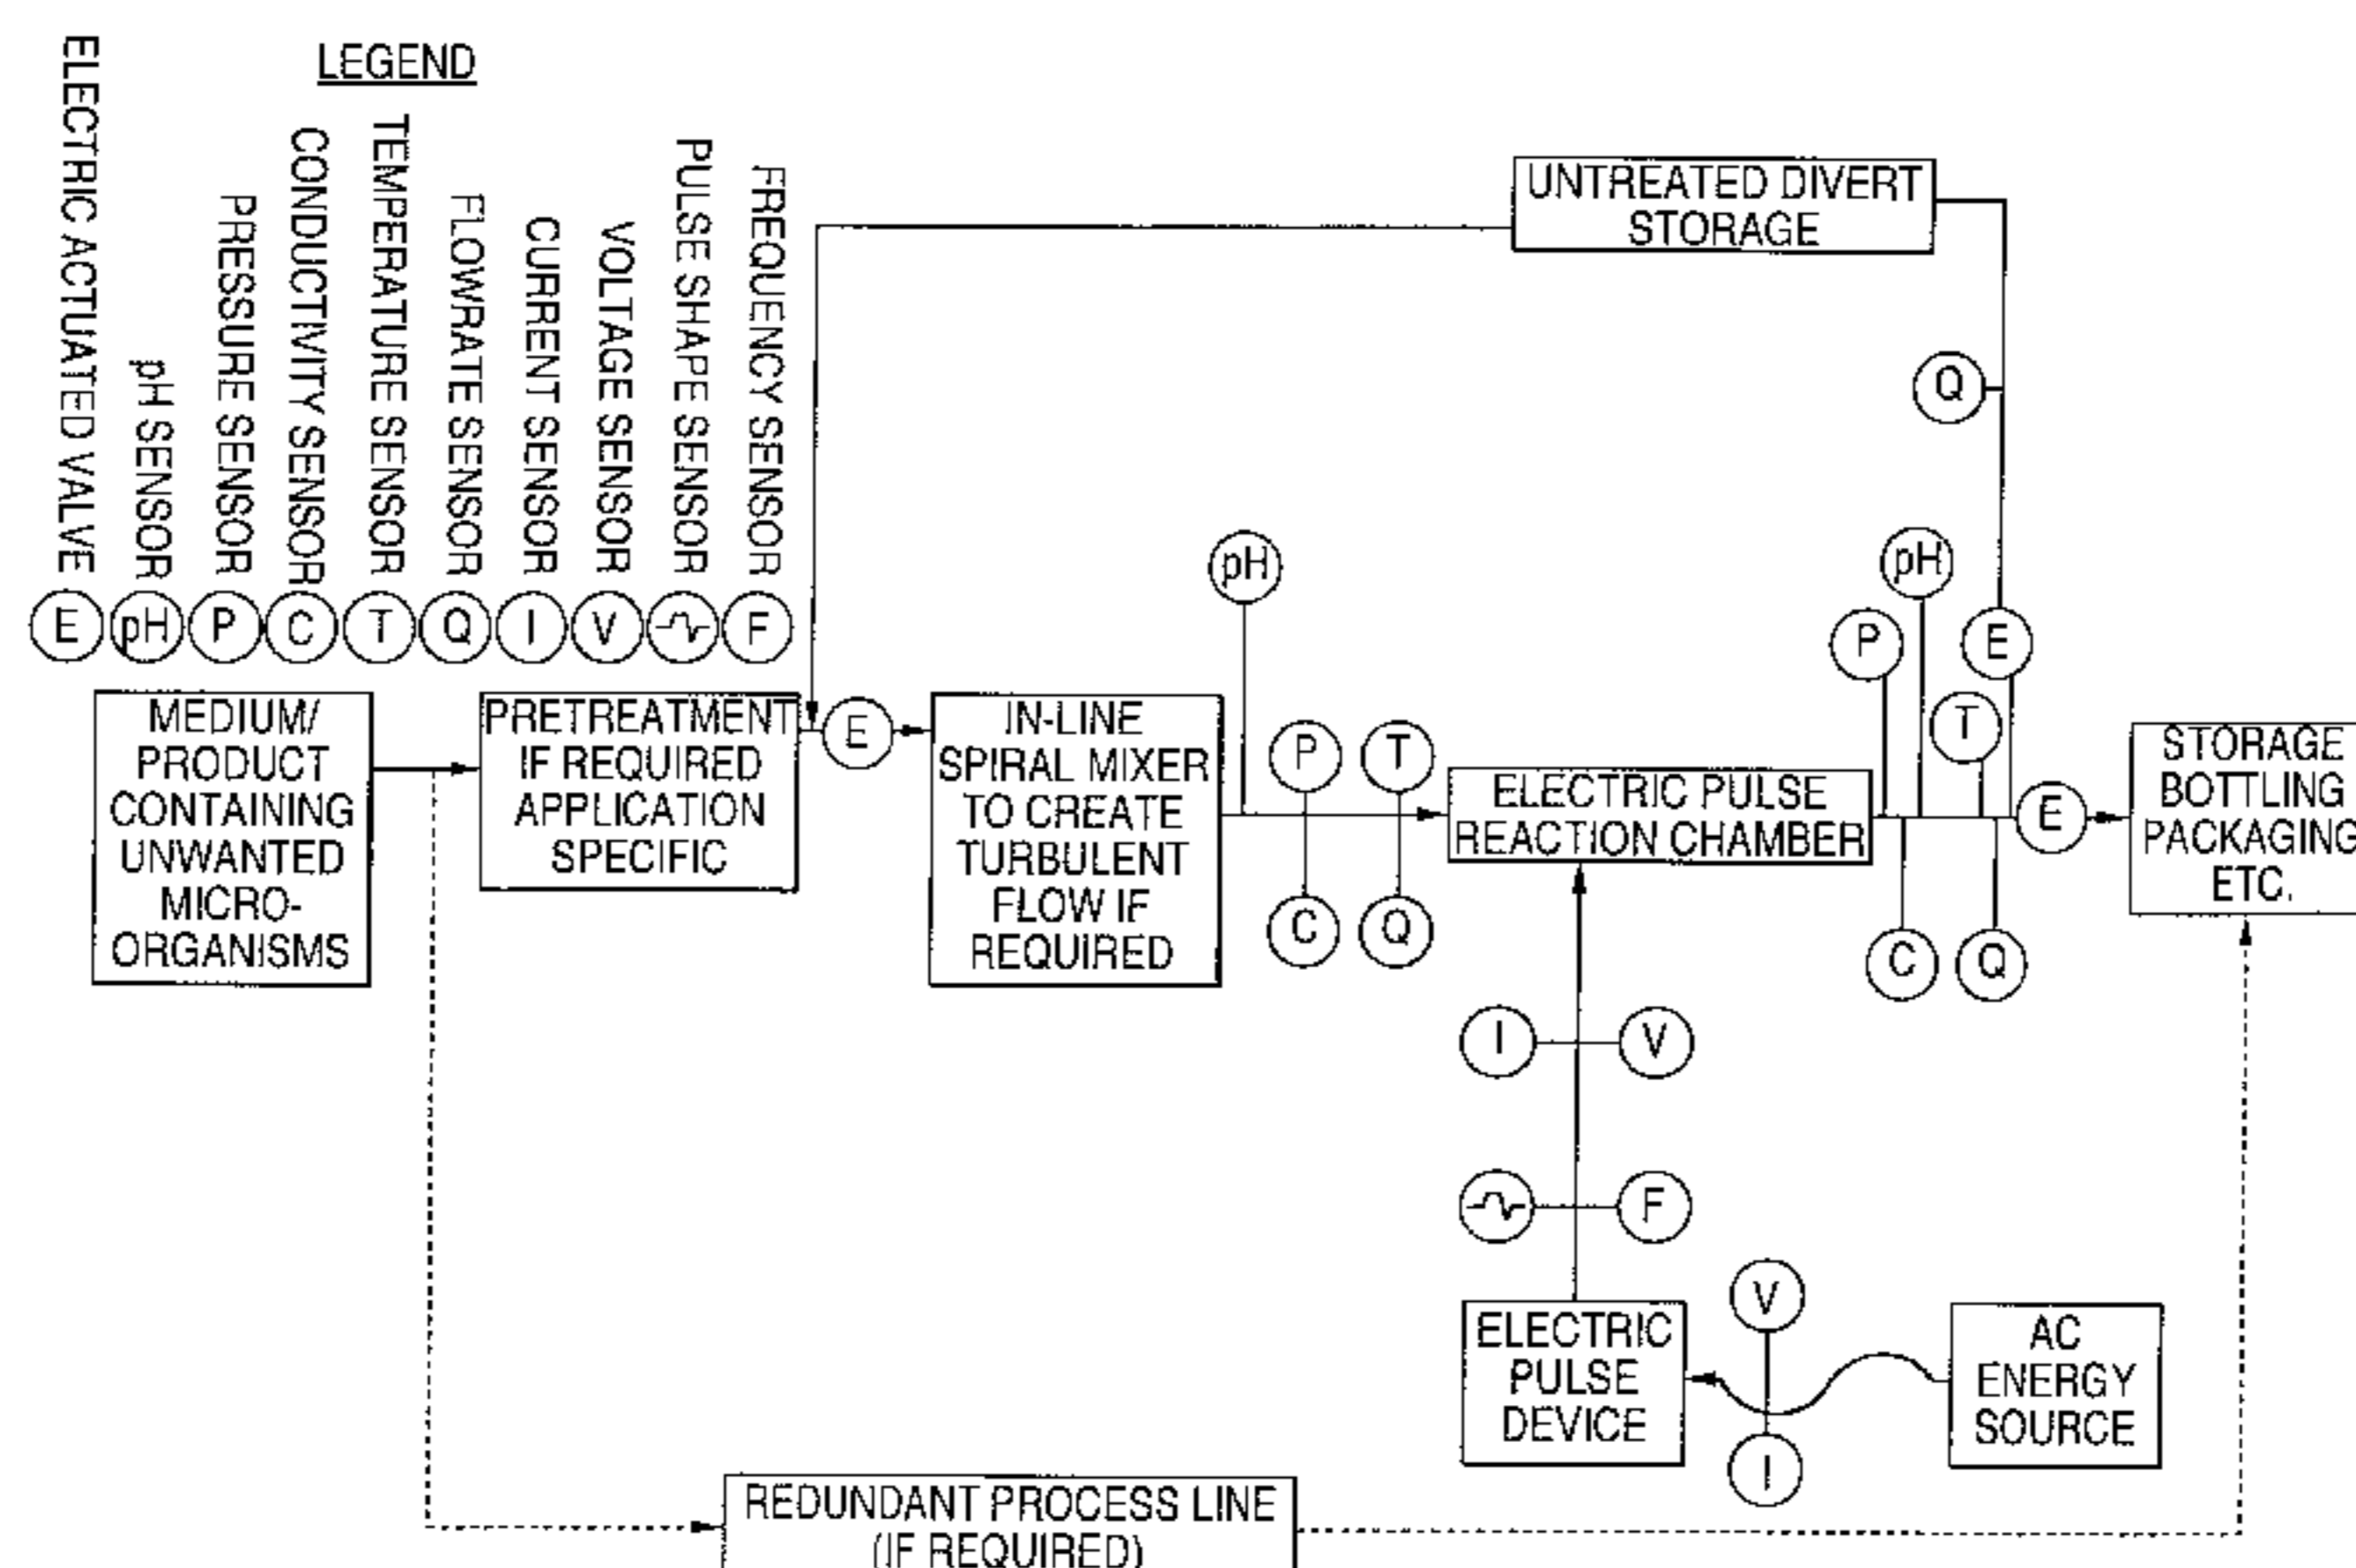 LEGEND
ELECTRIC ACTUATED VALVE
pH SENSOR
PRESSURE SENSOR
CONDUCTIVITY SENSOR
TEMPERATURE SENSOR
FLOWRATE SENSOR
CURRENT SENSOR
VOLTAGE SENSOR
PULSE SHAPE SENSOR
FREQUENCY SENSOR
E pH P C T Q I V F
UNTREATED DIVERT
STORAGE
Q
pH
pH
P
E
T
MEDIUM/
PRODUCT
CONTAINING
UNWANTED
MICRO-
ORGANISMS
PRETREATMENT
IF REQUIRED
APPLICATION
SPECIFIC
E
IN-LINE
SPIRAL MIXER
TO CREATE
TURBULENT
FLOW IF
REQUIRED
P T
C Q
ELECTRIC PULSE
REACTION CHAMBER
E
C Q
STORAGE
BOTTLING
PACKAGING
ETC.
I V
F
ELECTRIC
PULSE
DEVICE
V
I
AC
ENERGY
SOURCE
REDUNDANT PROCESS LINE
(IF REQUIRED)